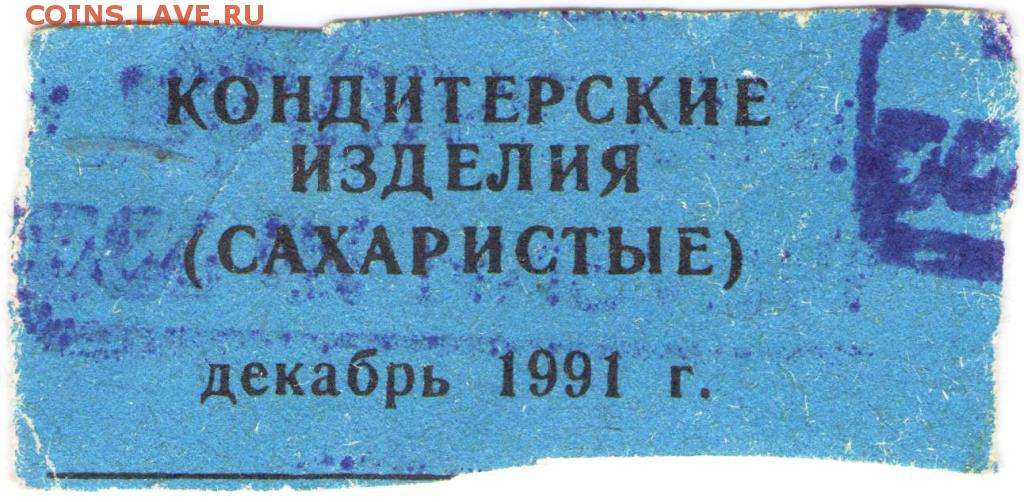 COINS.LAVE.RU
КОНДИТЕРСКИЕ
ИЗДЕЛИЯ
(САХАРИСТЫЕ)
декабрь 1991 г.